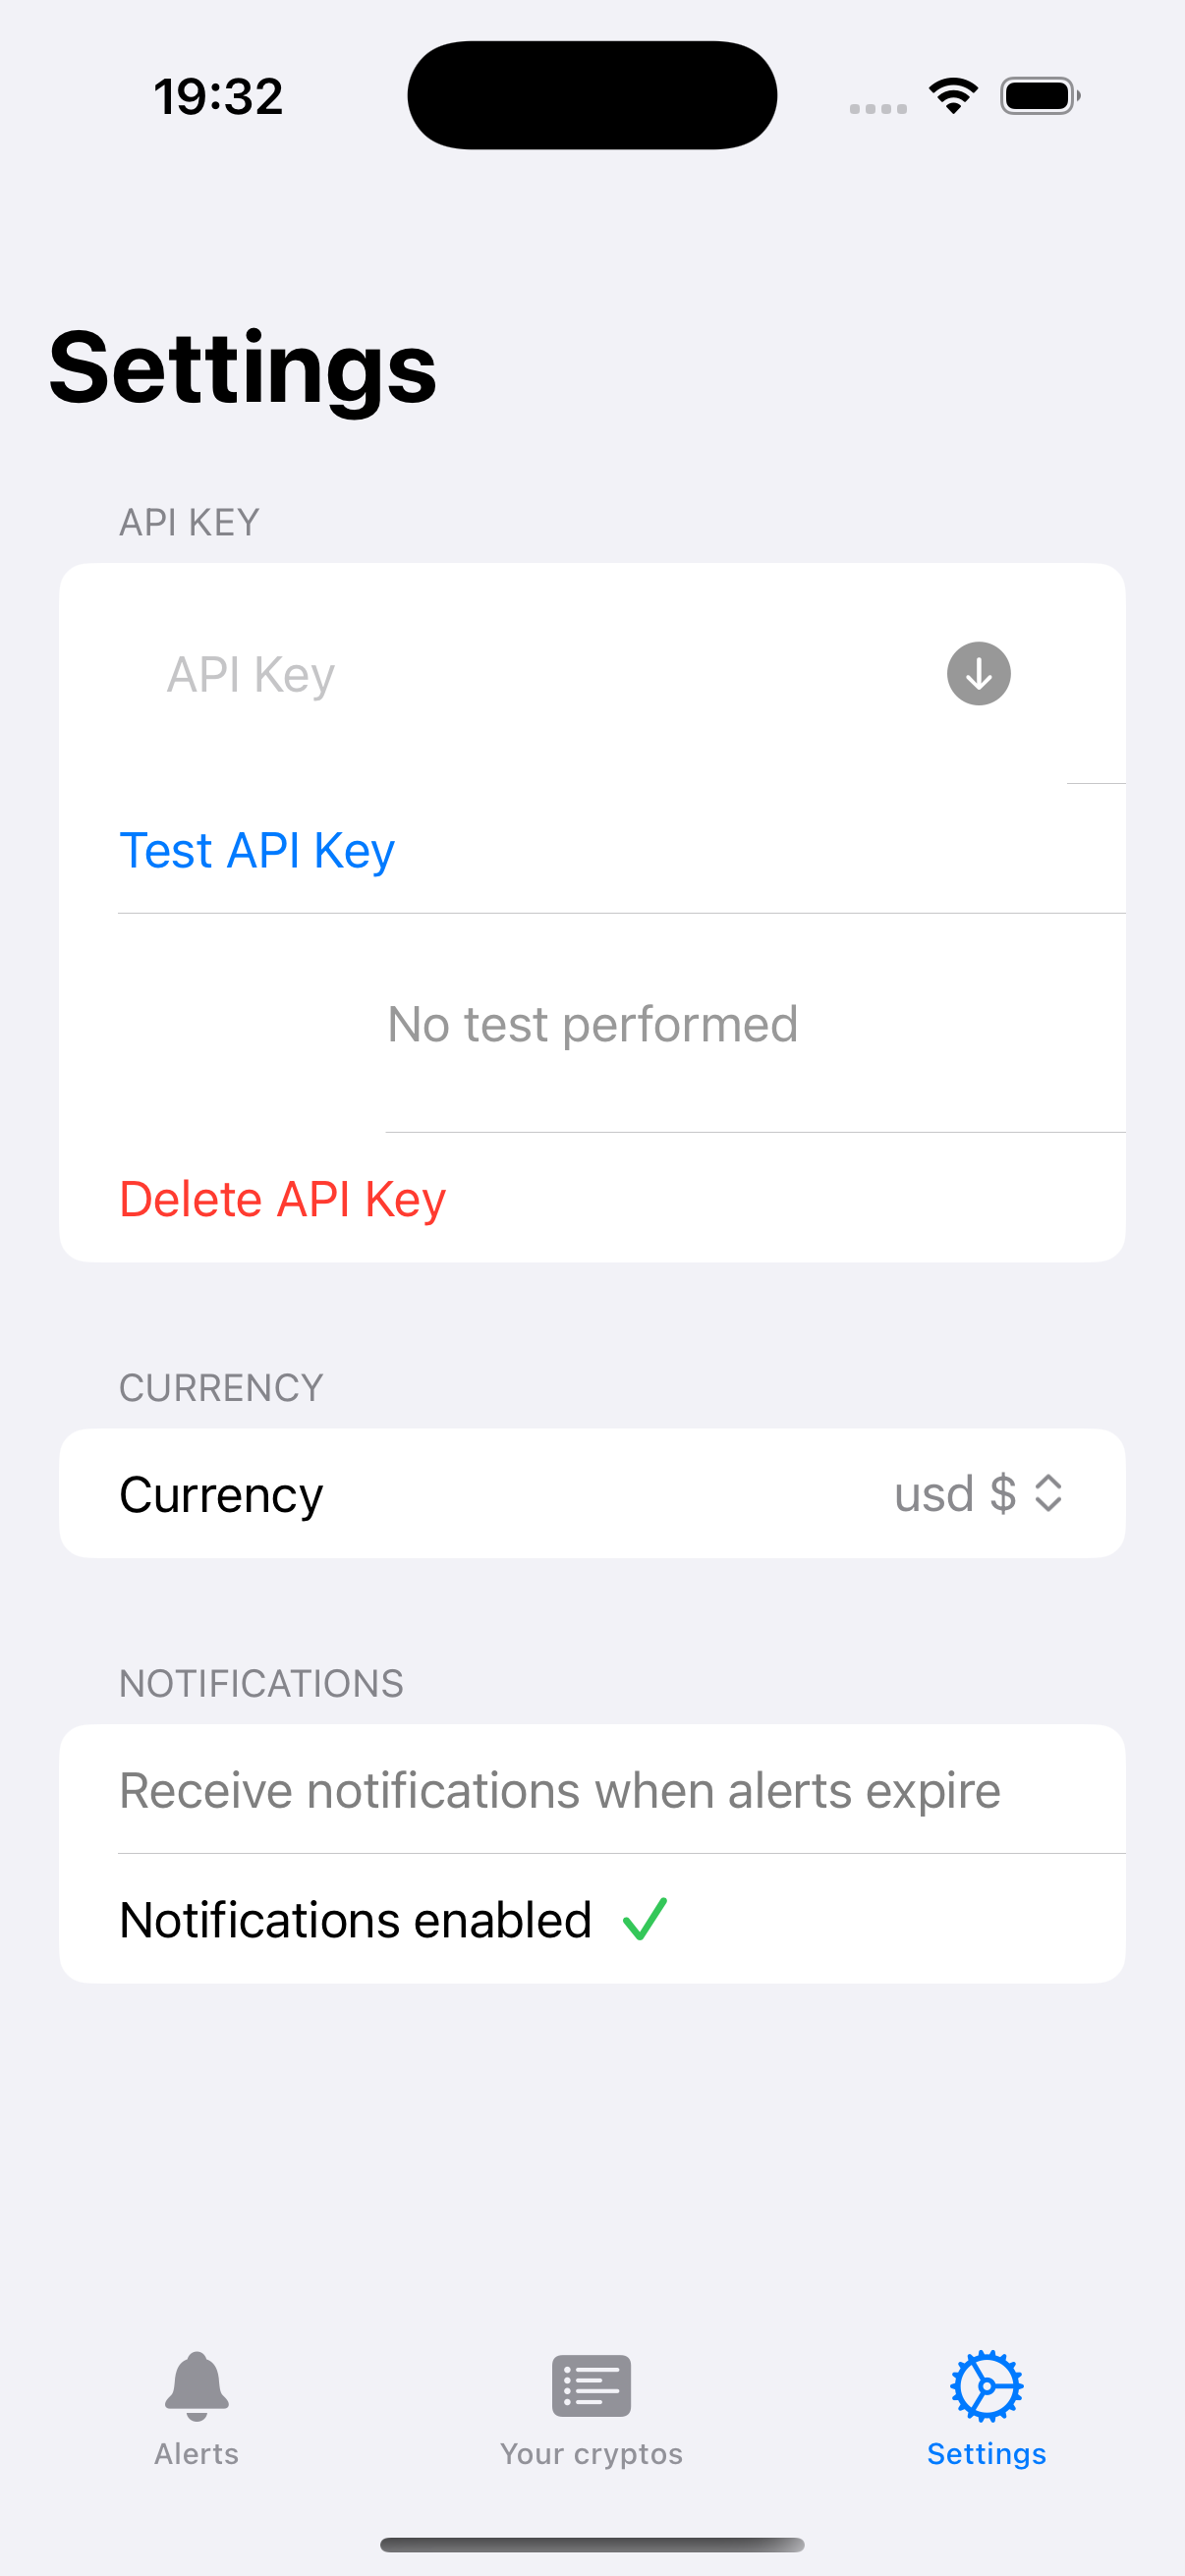 19:32
Settings
API KEY
API Key
Test API Key
No test performed
Delete API Key
CURRENCY
Currency usd $
NOTIFICATIONS
Receive notifications when alerts expire
Notifications enabled
Alerts Your cryptos Settings